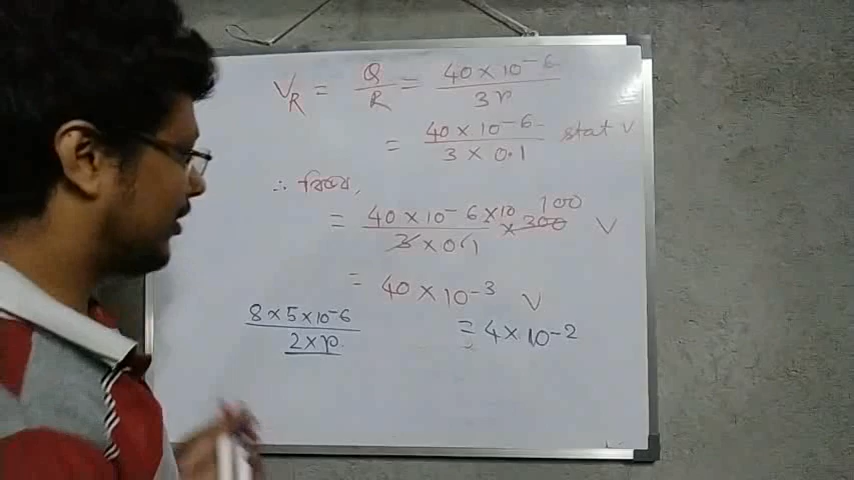 V_R = Q/R = 40 × 10⁻⁶ / 3r
= 40 × 10⁻⁶ / 3 × 0.1 stat V
∴ বিভব,
= 40 × 10⁻⁶ × 10 / 3 × 0.1 × 300 100 V
= 40 × 10⁻³ V
8 × 5 × 10⁻⁶ / 2 × r
= 4 × 10⁻²